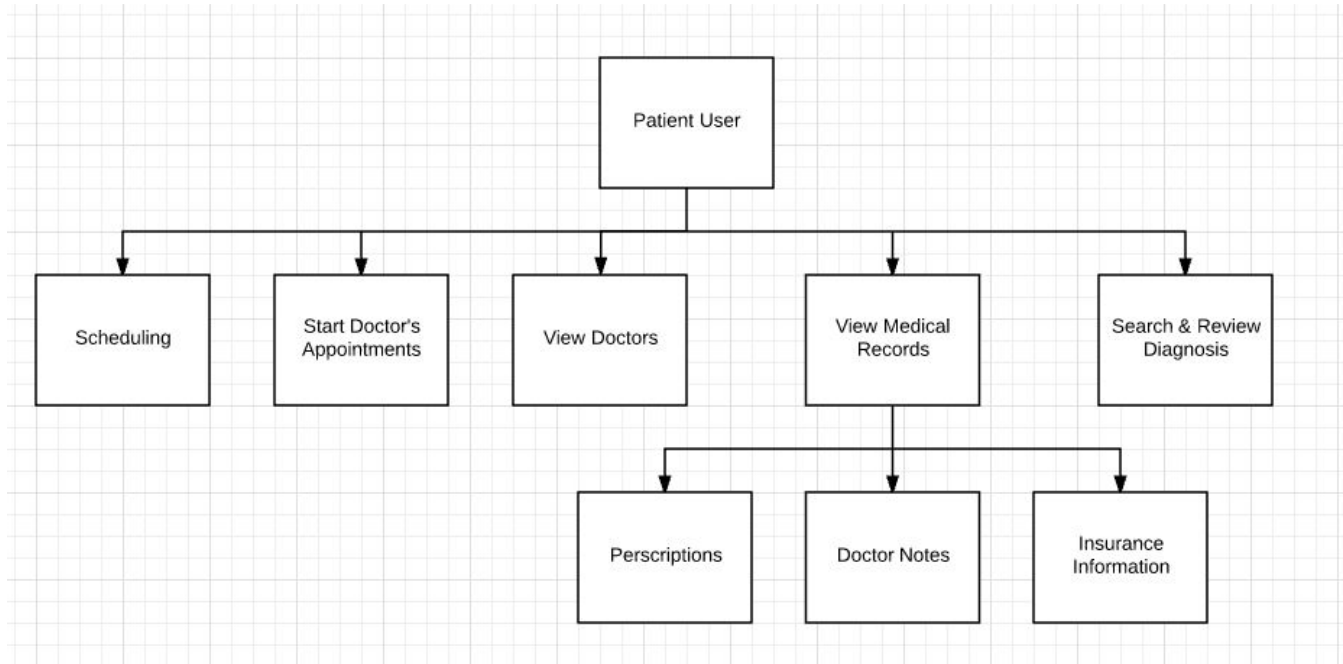 Patient User
Scheduling
Start Doctor's
Appointments
View Doctors
View Medical
Records
Search & Review
Diagnosis
Perscriptions
Doctor Notes
Insurance
Information